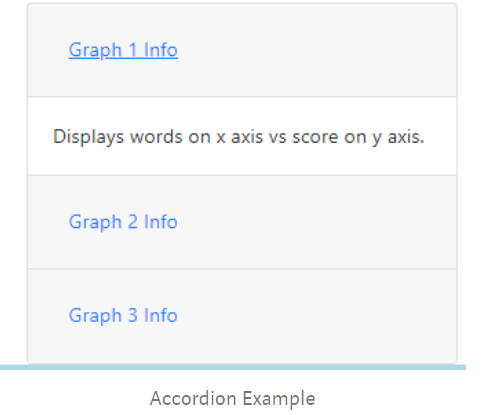 Graph 1 Info
Displays words on x axis vs score on y axis.
Graph 2 Info
Graph 3 Info
Accordion Example